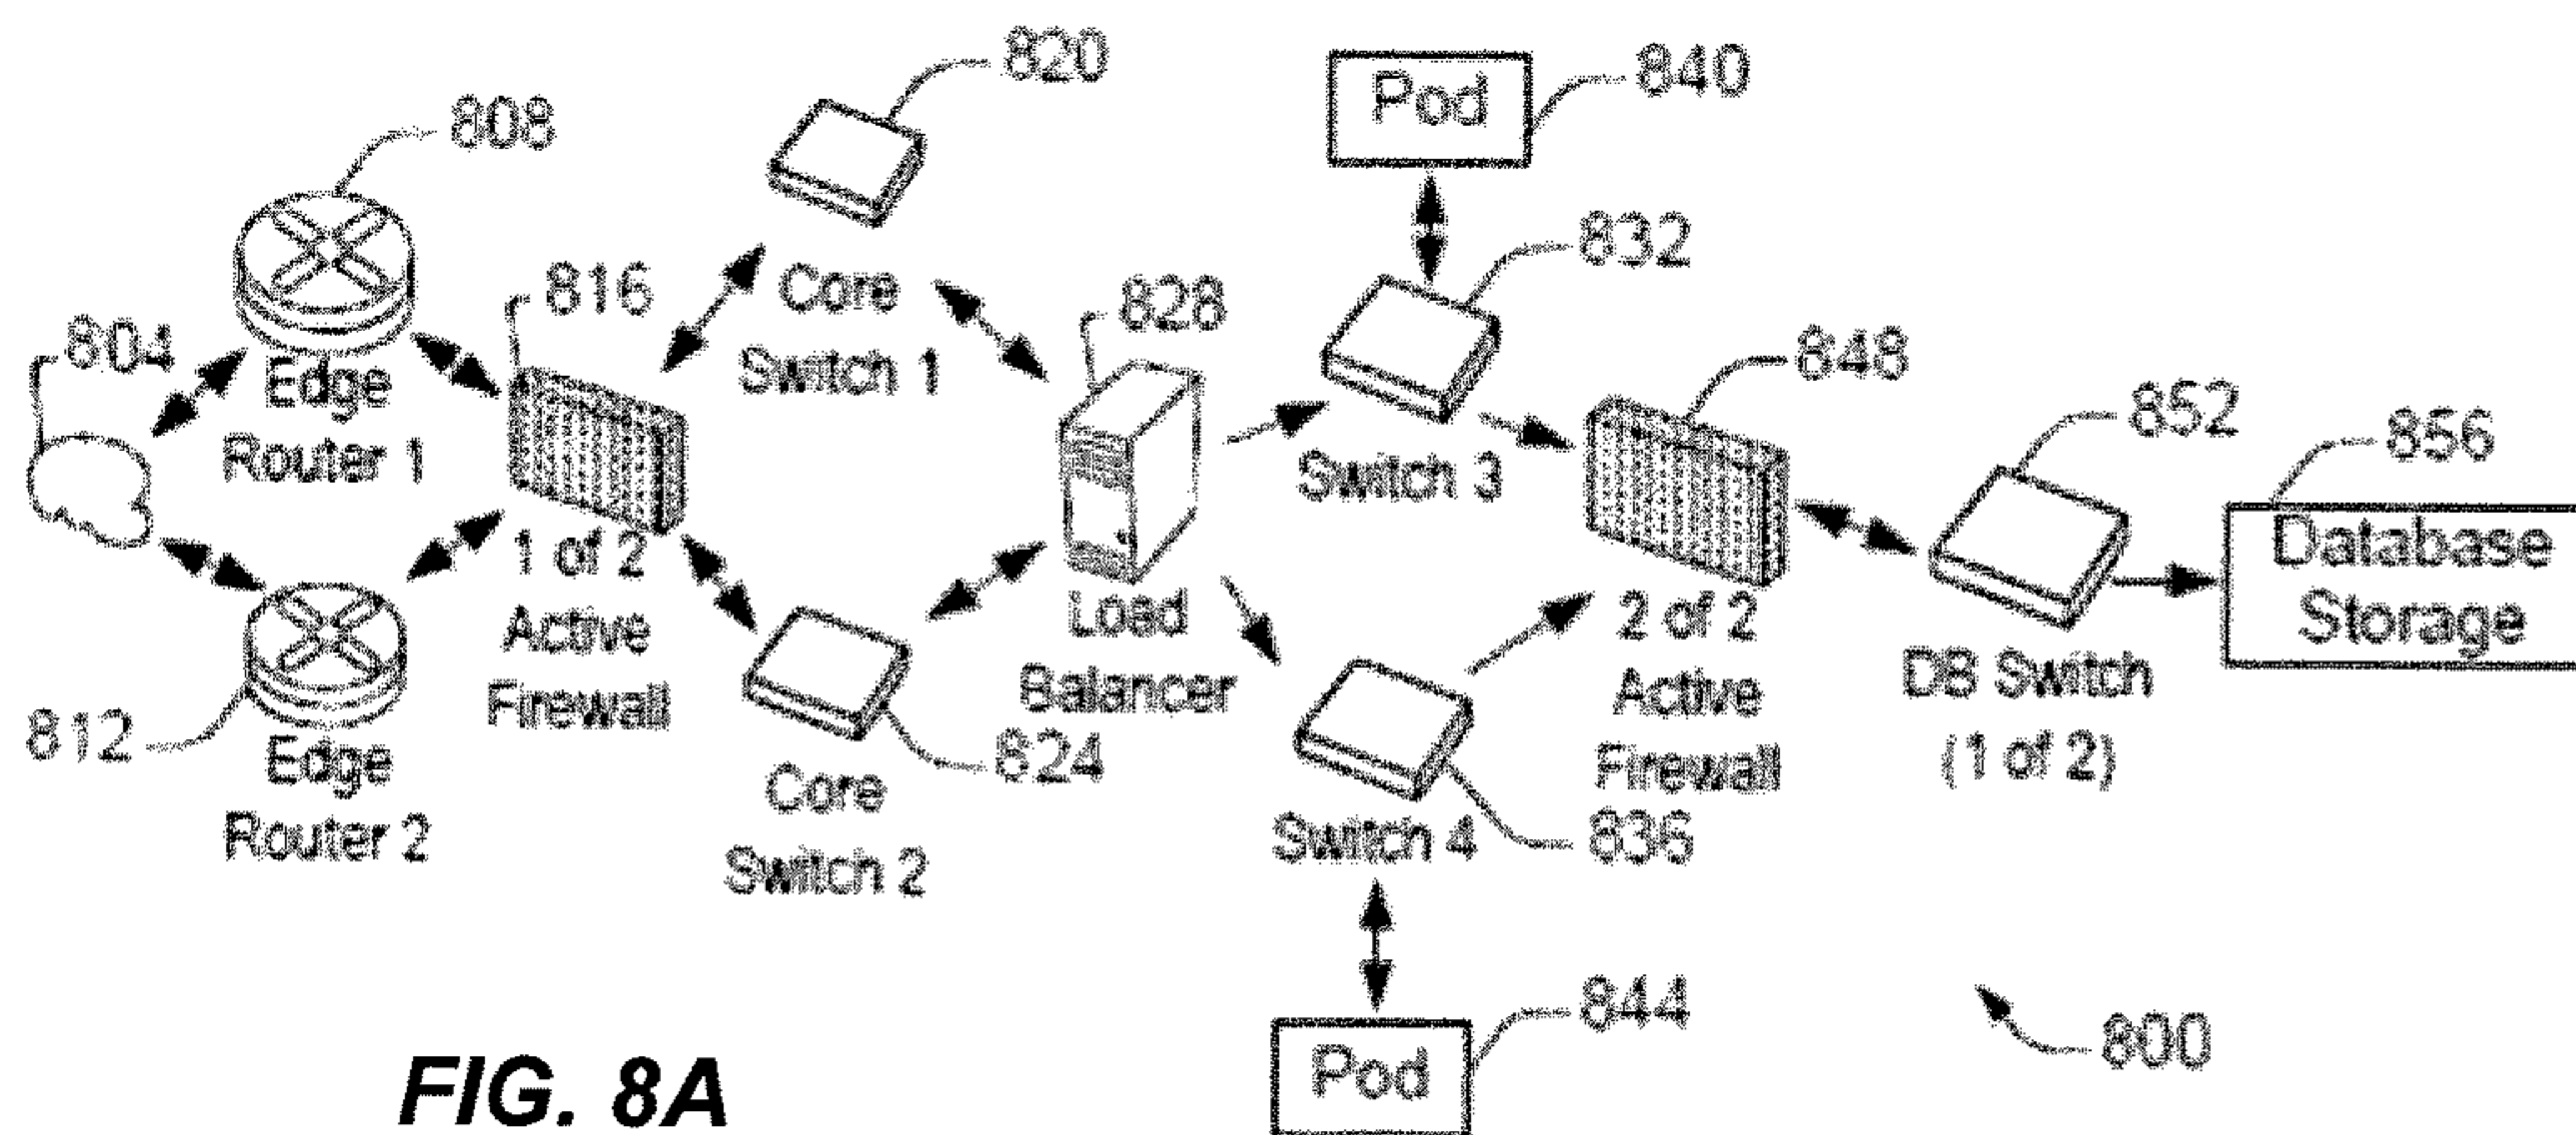 820
808
Pod
840
832
804
Edge
Router 1
816
Core
Switch 1
828
Switch 3
848
852
856
1 of 2
Active
Firewall
Load
Balancer
2 of 2
Active
Firewall
DB Switch
(1 of 2)
Database
Storage
812
Edge
Router 2
824
Core
Switch 2
Switch 4
836
844
Pod
800
FIG. 8A